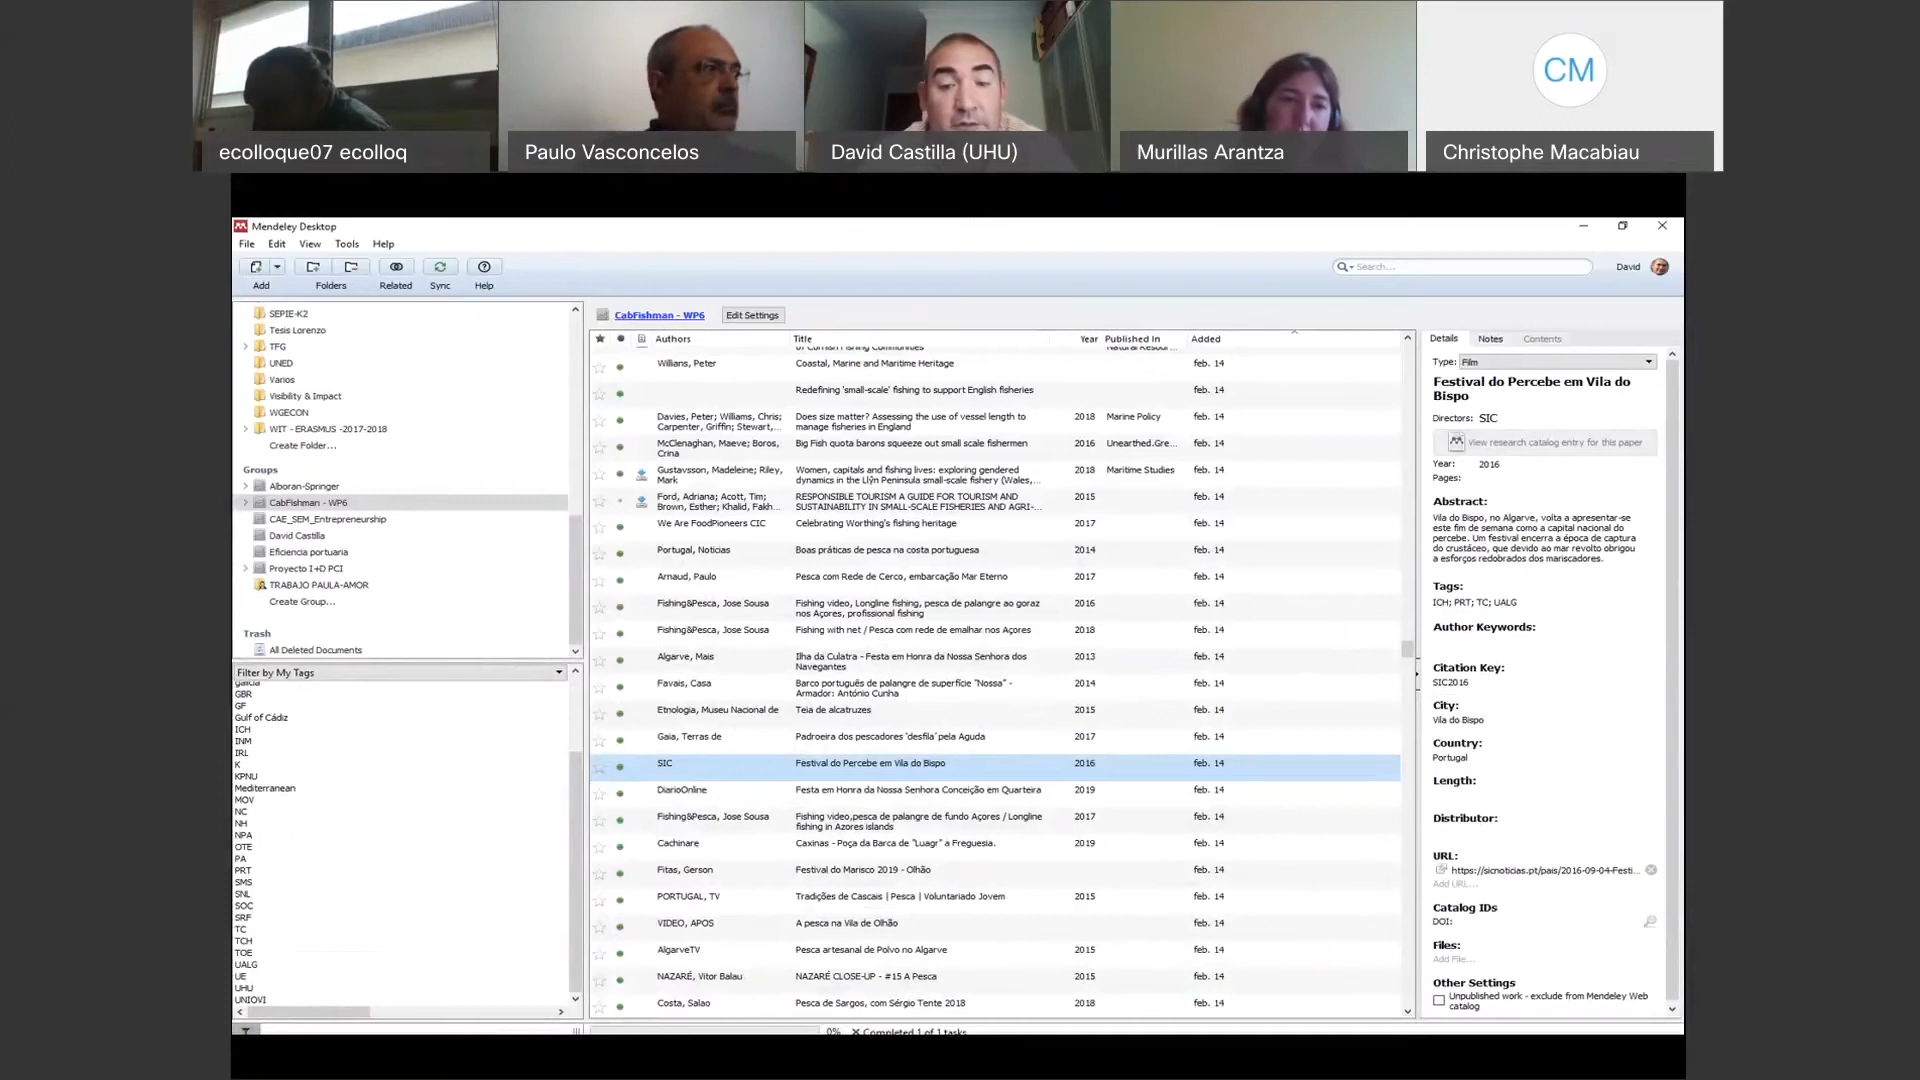 CM
ecolloque07 ecolloq
Paulo Vasconcelos
David Castilla (UHU)
Murillas Arantza
Christophe Macabiau
Mendeley Desktop
File Edit View Tools Help
Search...
David
Add Folders Related Sync Help
SEPIE-K2
Tesis Lorenzo
TFG
UNED
Varios
Visibility & Impact
WGECON
WIT - ERASMUS -2017-2018
Create Folder...
Groups
Alboran-Springer
CabFishman - WP6
CAE_SEM_Entrepreneurship
David Castilla
Eficiencia portuaria
Proyecto I+D PCI
TRABAJO PAULA-AMOR
Create Group...
Trash
All Deleted Documents
Filter by My Tags
galicia
GBR
GF
Gulf of Cádiz
ICH
INM
IRL
K
KPNU
Mediterranean
MOV
NC
NH
NPA
OTE
PA
PRT
SMS
SNL
SOC
SRF
TC
TCH
TOE
UALG
UE
UHU
UNIOVI
CabFishman - WP6 Edit Settings
Authors Title Year Published In Added
of Cornish Fishing Communities Natural Resour...
Willians, Peter Coastal, Marine and Maritime Heritage feb. 14
Redefining 'small-scale' fishing to support English fisheries feb. 14
Davies, Peter; Williams, Chris; Does size matter? Assessing the use of vessel length to 2018 Marine Policy feb. 14
Carpenter, Griffin; Stewart,... manage fisheries in England
McClenaghan, Maeve; Boros, Big Fish quota barons squeeze out small scale fishermen 2016 Unearthed.Gre... feb. 14
Crina
Gustavsson, Madeleine; Riley, Women, capitals and fishing lives: exploring gendered 2018 Maritime Studies feb. 14
Mark dynamics in the Llŷn Peninsula small-scale fishery (Wales,...
Ford, Adriana; Acott, Tim; RESPONSIBLE TOURISM A GUIDE FOR TOURISM AND 2015 feb. 14
Brown, Esther; Khalid, Fakh... SUSTAINABILITY IN SMALL-SCALE FISHERIES AND AGRI-...
We Are FoodPioneers CIC Celebrating Worthing's fishing heritage 2017 feb. 14
Portugal, Noticias Boas práticas de pesca na costa portuguesa 2014 feb. 14
Arnaud, Paulo Pesca com Rede de Cerco, embarcação Mar Eterno 2017 feb. 14
Fishing&Pesca, Jose Sousa Fishing video, Longline fishing, pesca de palangre ao goraz 2016 feb. 14
nos Açores, profissional fishing
Fishing&Pesca, Jose Sousa Fishing with net / Pesca com rede de emalhar nos Açores 2018 feb. 14
Algarve, Mais Ilha da Culatra - Festa em Honra da Nossa Senhora dos 2013 feb. 14
Navegantes
Favais, Casa Barco português de palangre de superfície "Nossa" - 2014 feb. 14
Armador: António Cunha
Etnologia, Museu Nacional de Teia de alcatruzes 2015 feb. 14
Gaia, Terras de Padroeira dos pescadores 'desfila' pela Aguda 2017 feb. 14
SIC Festival do Percebe em Vila do Bispo 2016 feb. 14
DiarioOnline Festa em Honra da Nossa Senhora Conceição em Quarteira 2019 feb. 14
Fishing&Pesca, Jose Sousa Fishing video,pesca de palangre de fundo Açores / Longline 2017 feb. 14
fishing in Azores islands
Cachinare Caxinas - Poça da Barca de "Luagr" a Freguesia. 2019 feb. 14
Fitas, Gerson Festival do Marisco 2019 - Olhão feb. 14
PORTUGAL, TV Tradições de Cascais | Pesca | Voluntariado Jovem 2015 feb. 14
VIDEO, APOS A pesca na Vila de Olhão feb. 14
AlgarveTV Pesca artesanal de Polvo no Algarve 2015 feb. 14
NAZARÉ, Vitor Balau NAZARÉ CLOSE-UP - #15 A Pesca 2015 feb. 14
Costa, Salao Pesca de Sargos, com Sérgio Tente 2018 2018 feb. 14
0% Completed 1 of 1 tasks
Details Notes Contents
Type: Film
Festival do Percebe em Vila do
Bispo
Directors: SIC
View research catalog entry for this paper
Year: 2016
Pages:
Abstract:
Vila do Bispo, no Algarve, volta a apresentar-se
este fim de semana como a capital nacional do
percebe. Um festival encerra a época de captura
do crustáceo, que devido ao mar revolto obrigou
a esforços redobrados dos mariscadores.
Tags:
ICH; PRT; TC; UALG
Author Keywords:
Citation Key:
SIC2016
City:
Vila do Bispo
Country:
Portugal
Length:
Distributor:
URL:
https://sicnoticias.pt/pais/2016-09-04-Festi...
Add URL...
Catalog IDs
DOI:
Files:
Add File...
Other Settings
Unpublished work - exclude from Mendeley Web
catalog